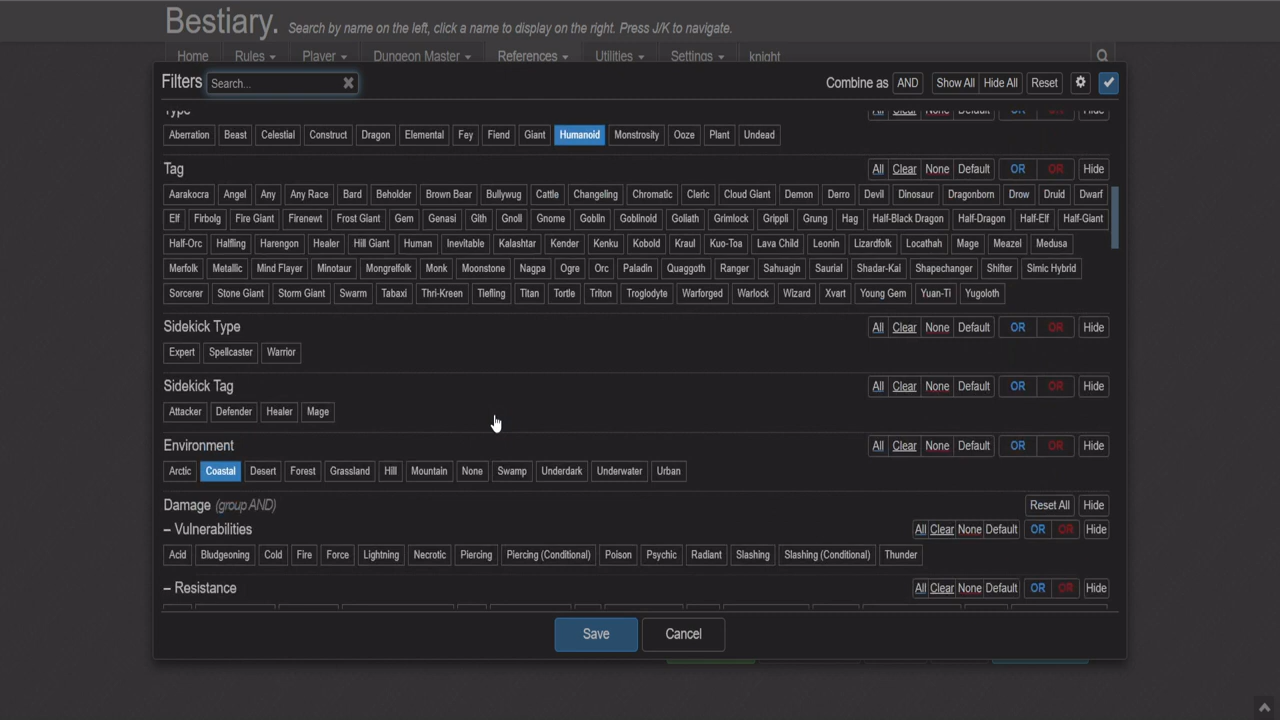 Bestiary. Search by name on the left, click a name to display on the right. Press J/K to navigate.
Home Rules Player Dungeon Master References Utilities Settings knight
Filters Search... Combine as AND Show All Hide All Reset
Type All Clear None Default OR OR Hide
Aberration Beast Celestial Construct Dragon Elemental Fey Fiend Giant Humanoid Monstrosity Ooze Plant Undead
Tag All Clear None Default OR OR Hide
Aarakocra Angel Any Any Race Bard Beholder Brown Bear Bullywug Cattle Changeling Chromatic Cleric Cloud Giant Demon Derro Devil Dinosaur Dragonborn Drow Druid Dwarf
Elf Firbolg Fire Giant Firenewt Frost Giant Gem Genasi Gith Gnoll Gnome Goblin Goblinoid Goliath Grimlock Grippli Grung Hag Half-Black Dragon Half-Dragon Half-Elf Half-Giant
Half-Orc Halfling Harengon Healer Hill Giant Human Inevitable Kalashtar Kender Kenku Kobold Kraul Kuo-Toa Lava Child Leonin Lizardfolk Locathah Mage Meazel Medusa
Merfolk Metallic Mind Flayer Minotaur Mongrelfolk Monk Moonstone Nagpa Ogre Orc Paladin Quaggoth Ranger Sahuagin Saurial Shadar-Kai Shapechanger Shifter Simic Hybrid
Sorcerer Stone Giant Storm Giant Swarm Tabaxi Thri-Kreen Tiefling Titan Tortle Triton Troglodyte Warforged Warlock Wizard Xvart Young Gem Yuan-Ti Yugoloth
Sidekick Type All Clear None Default OR OR Hide
Expert Spellcaster Warrior
Sidekick Tag All Clear None Default OR OR Hide
Attacker Defender Healer Mage
Environment All Clear None Default OR OR Hide
Arctic Coastal Desert Forest Grassland Hill Mountain None Swamp Underdark Underwater Urban
Damage (group AND) Reset All Hide
– Vulnerabilities All Clear None Default OR OR Hide
Acid Bludgeoning Cold Fire Force Lightning Necrotic Piercing Piercing (Conditional) Poison Psychic Radiant Slashing Slashing (Conditional) Thunder
– Resistance All Clear None Default OR OR Hide
Save Cancel